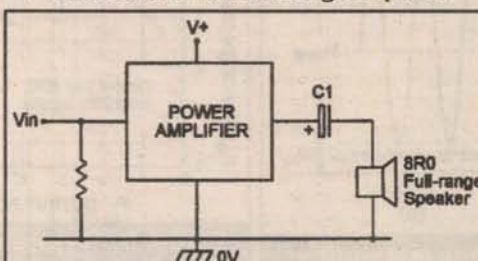 V+
C1
Vin
POWER
AMPLIFIER
+
8R0
Full-range
Speaker
0V